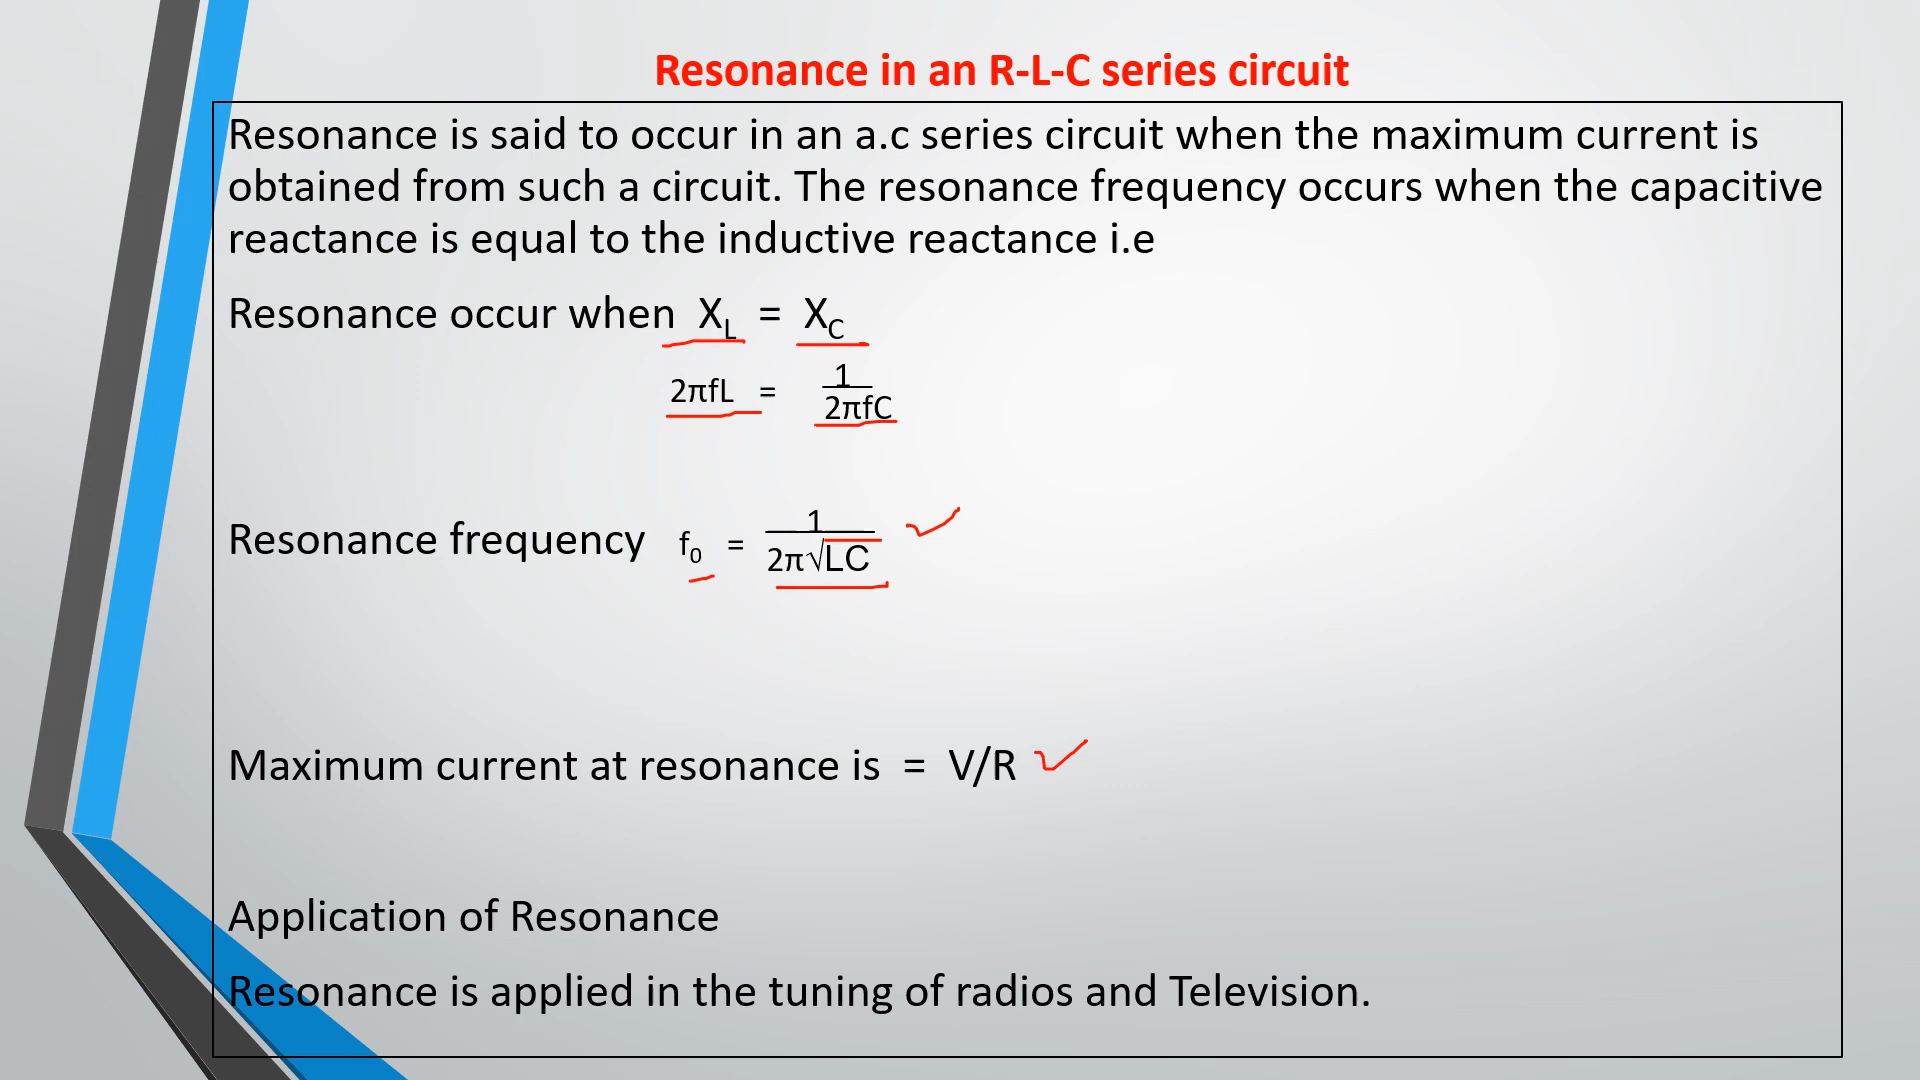 Resonance in an R-L-C series circuit
Resonance is said to occur in an a.c series circuit when the maximum current is
obtained from such a circuit. The resonance frequency occurs when the capacitive
reactance is equal to the inductive reactance i.e
Resonance occur when X_L = X_C
2πfL = 1/2πfC
Resonance frequency f₀ = 1/2π√LC
Maximum current at resonance is = V/R
Application of Resonance
Resonance is applied in the tuning of radios and Television.